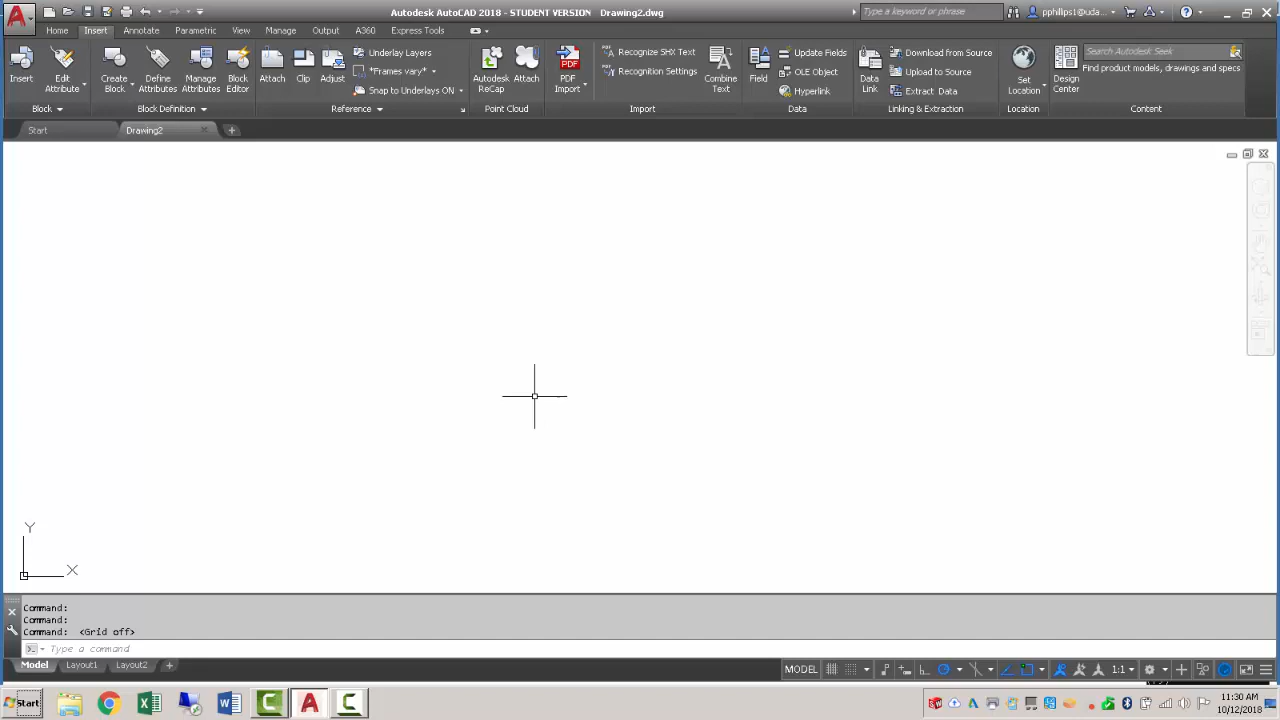 Autodesk AutoCAD 2018 - STUDENT VERSION Drawing2.dwg
Type a keyword or phrase
pphillips1@uda...
Home Insert Annotate Parametric View Manage Output A360 Express Tools
Insert
Edit Attribute
Create Block
Define Attributes
Manage Attributes
Block Editor
Attach
Clip
Adjust
Underlay Layers
*Frames vary*
Snap to Underlays ON
Autodesk ReCap
Attach
PDF Import
Recognize SHX Text
Recognition Settings
Combine Text
Field
Update Fields
OLE Object
Hyperlink
Data Link
Download from Source
Upload to Source
Extract Data
Set Location
Design Center
Search Autodesk Seek
Find product models, drawings and specs
Block Block Definition Reference Point Cloud Import Data Linking & Extraction Location Content
Start Drawing2
Y
X
Command:
Command:
Command: <Grid off>
Type a command
Model Layout1 Layout2
MODEL 1:1
Start
11:30 AM
10/12/2018